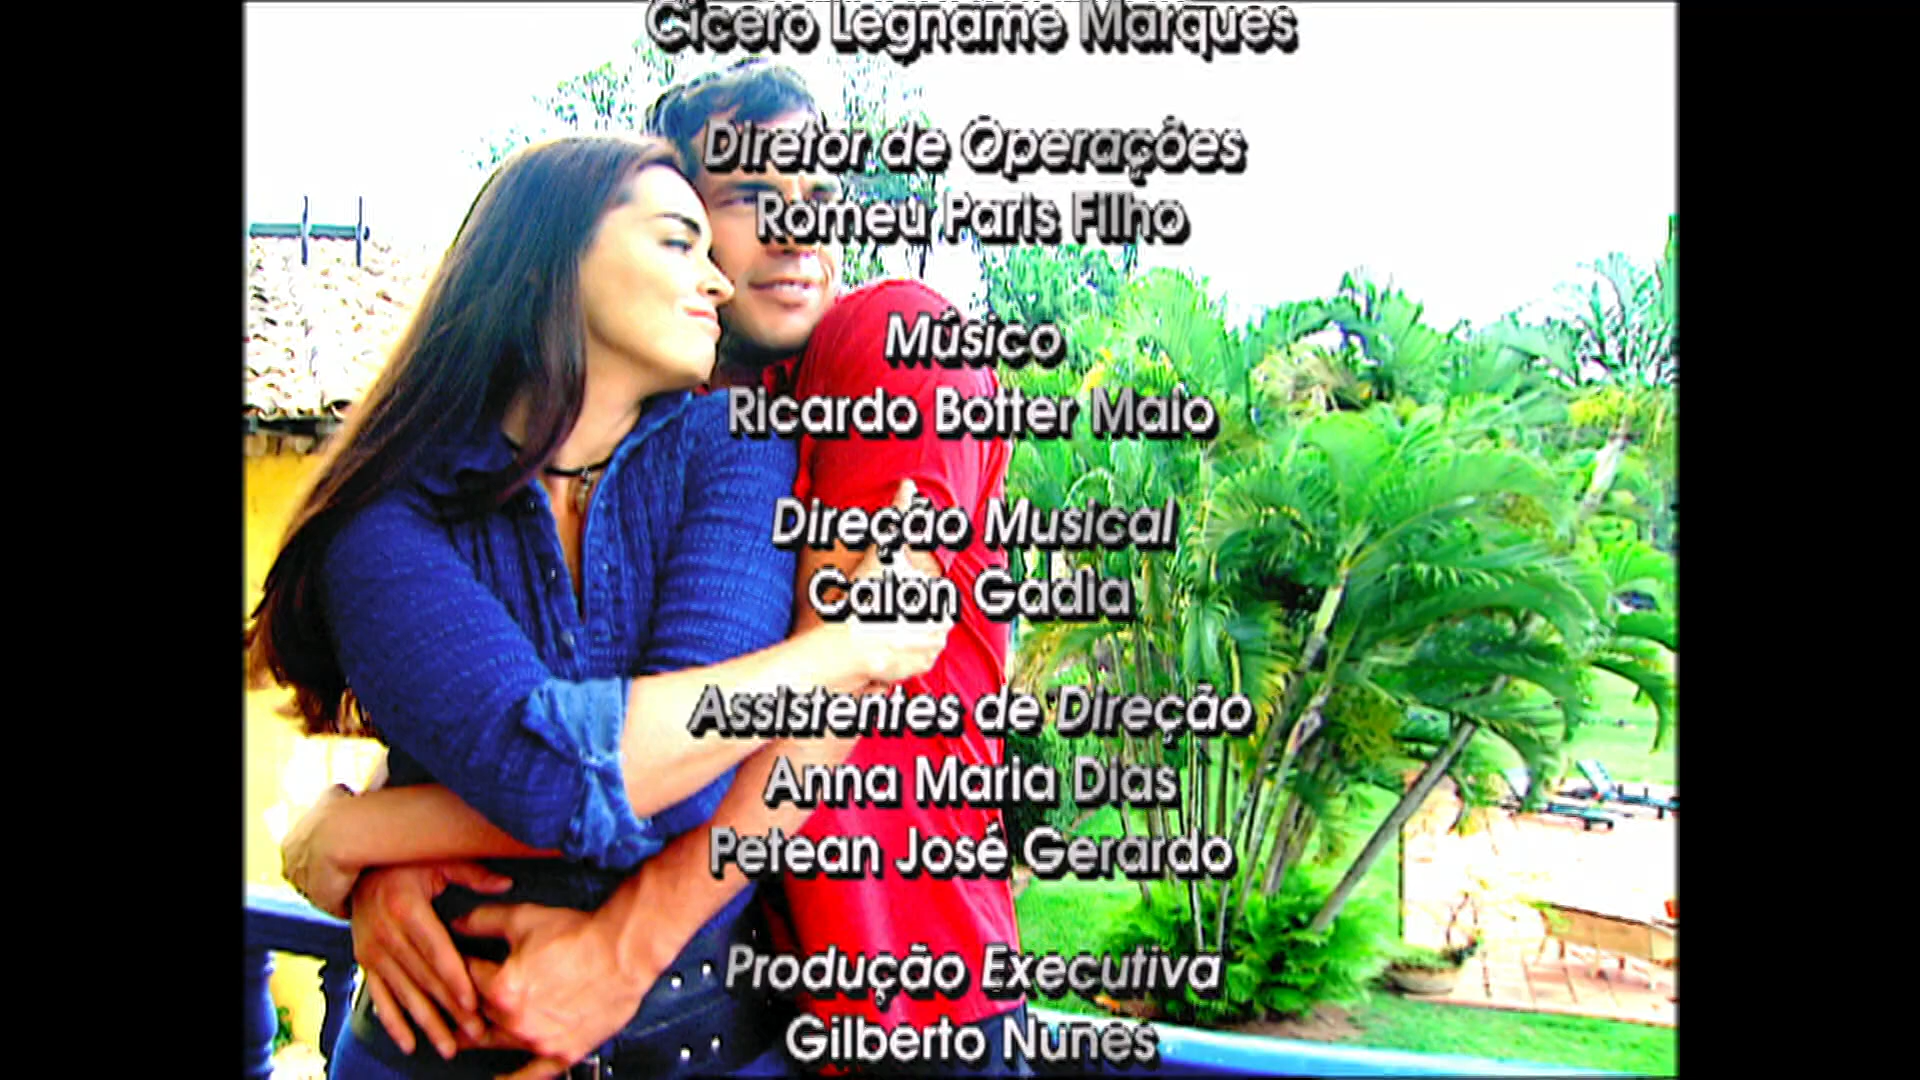 Cícero Legname Marques
Diretor de Operações
Romeu Paris Filho
Músico
Ricardo Botter Maio
Direção Musical
Caion Gadia
Assistentes de Direção
Anna Maria Dias
Petean José Gerardo
Produção Executiva
Gilberto Nunes